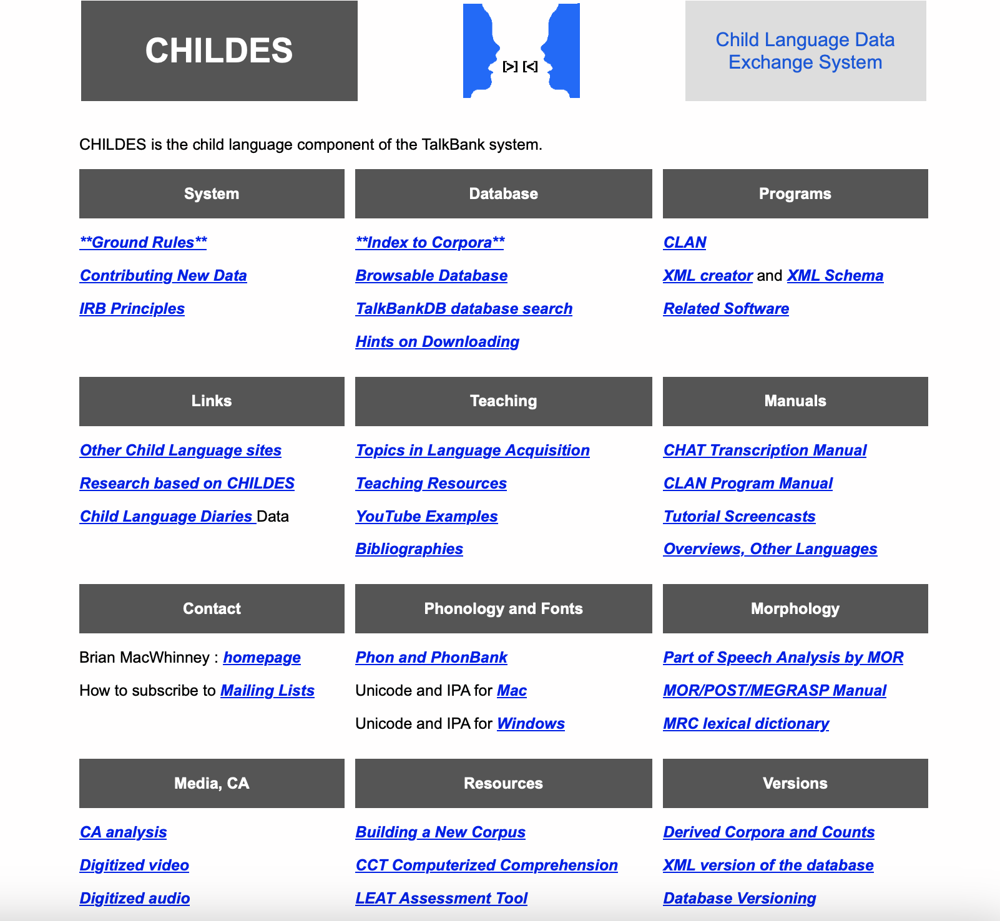 CHILDES
[>] [<]
Child Language Data
Exchange System
CHILDES is the child language component of the TalkBank system.
System
**Ground Rules**
Contributing New Data
IRB Principles
Database
**Index to Corpora**
Browsable Database
TalkBankDB database search
Hints on Downloading
Programs
CLAN
XML creator and XML Schema
Related Software
Links
Other Child Language sites
Research based on CHILDES
Child Language Diaries Data
Teaching
Topics in Language Acquisition
Teaching Resources
YouTube Examples
Bibliographies
Manuals
CHAT Transcription Manual
CLAN Program Manual
Tutorial Screencasts
Overviews, Other Languages
Contact
Brian MacWhinney : homepage
How to subscribe to Mailing Lists
Phonology and Fonts
Phon and PhonBank
Unicode and IPA for Mac
Unicode and IPA for Windows
Morphology
Part of Speech Analysis by MOR
MOR/POST/MEGRASP Manual
MRC lexical dictionary
Media, CA
CA analysis
Digitized video
Digitized audio
Resources
Building a New Corpus
CCT Computerized Comprehension
LEAT Assessment Tool
Versions
Derived Corpora and Counts
XML version of the database
Database Versioning